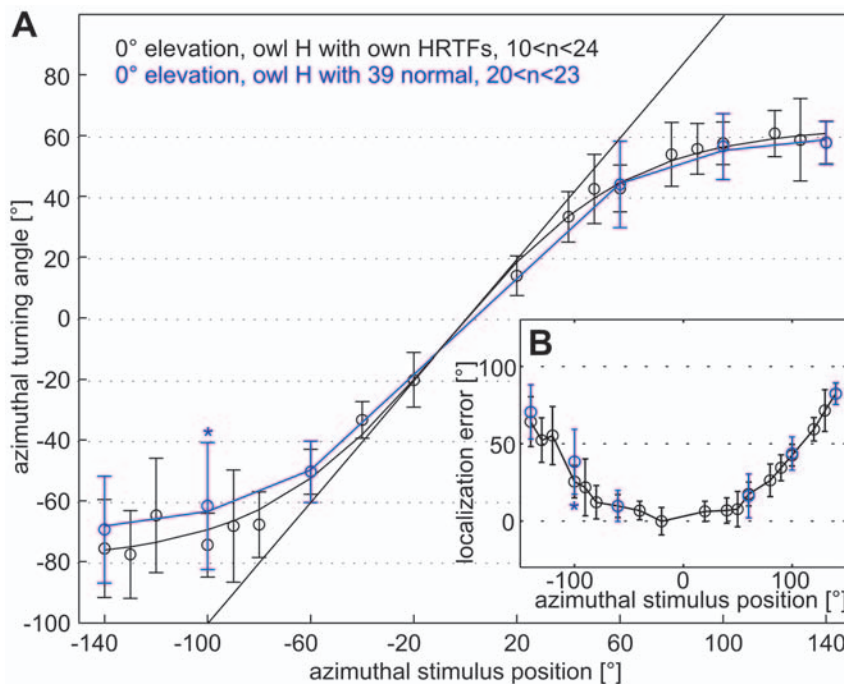 A
0° elevation, owl H with own HRTFs, 10<n<24
0° elevation, owl H with 39 normal, 20<n<23
azimuthal turning angle [°]
80
60
40
20
0
-20
-40
-60
-80
-100
*
-140 -100 -60 -20 20 60 100 140
azimuthal stimulus position [°]
B
localization error [°]
100
50
0
*
-100 0 100
azimuthal stimulus position [°]